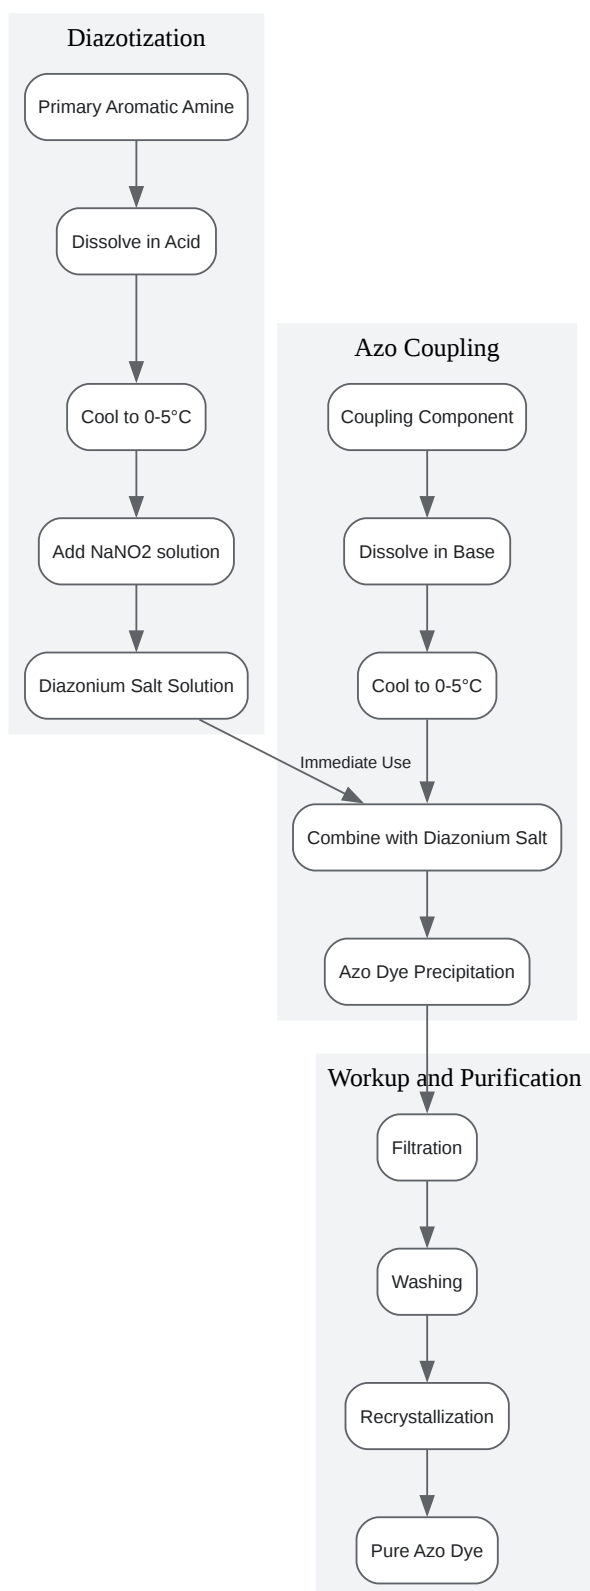 Diazotization
Primary Aromatic Amine
Dissolve in Acid
Cool to 0-5°C
Add NaNO2 solution
Diazonium Salt Solution
Immediate Use
Azo Coupling
Coupling Component
Dissolve in Base
Cool to 0-5°C
Combine with Diazonium Salt
Azo Dye Precipitation
Workup and Purification
Filtration
Washing
Recrystallization
Pure Azo Dye